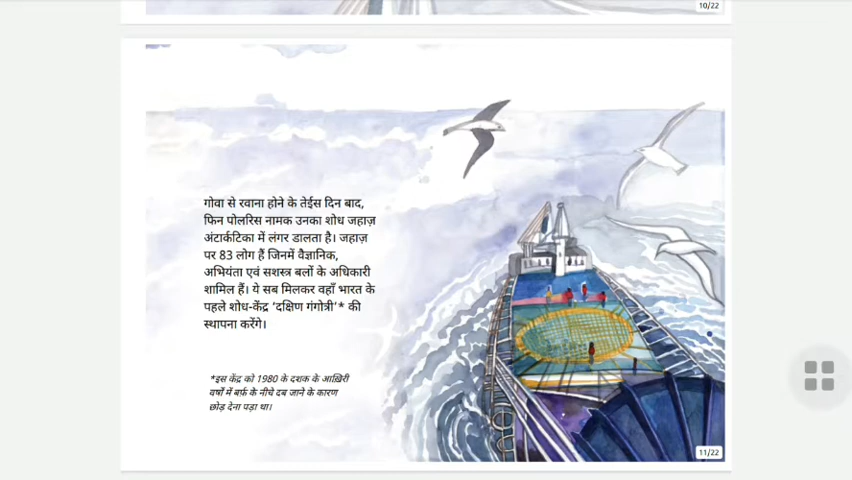 10/22
गोवा से रवाना होने के तेईस दिन बाद,
फिन पोलरिस नामक उनका शोध जहाज़
अंटार्कटिका में लंगर डालता है। जहाज़
पर 83 लोग हैं जिनमें वैज्ञानिक,
अभियंता एवं सशस्त्र बलों के अधिकारी
शामिल हैं। ये सब मिलकर वहाँ भारत के
पहले शोध-केंद्र ‘दक्षिण गंगोत्री’* की
स्थापना करेंगे।
*इस केंद्र को 1980 के दशक के आख़िरी
वर्षों में बर्फ़ के नीचे दब जाने के कारण
छोड़ देना पड़ा था।
11/22